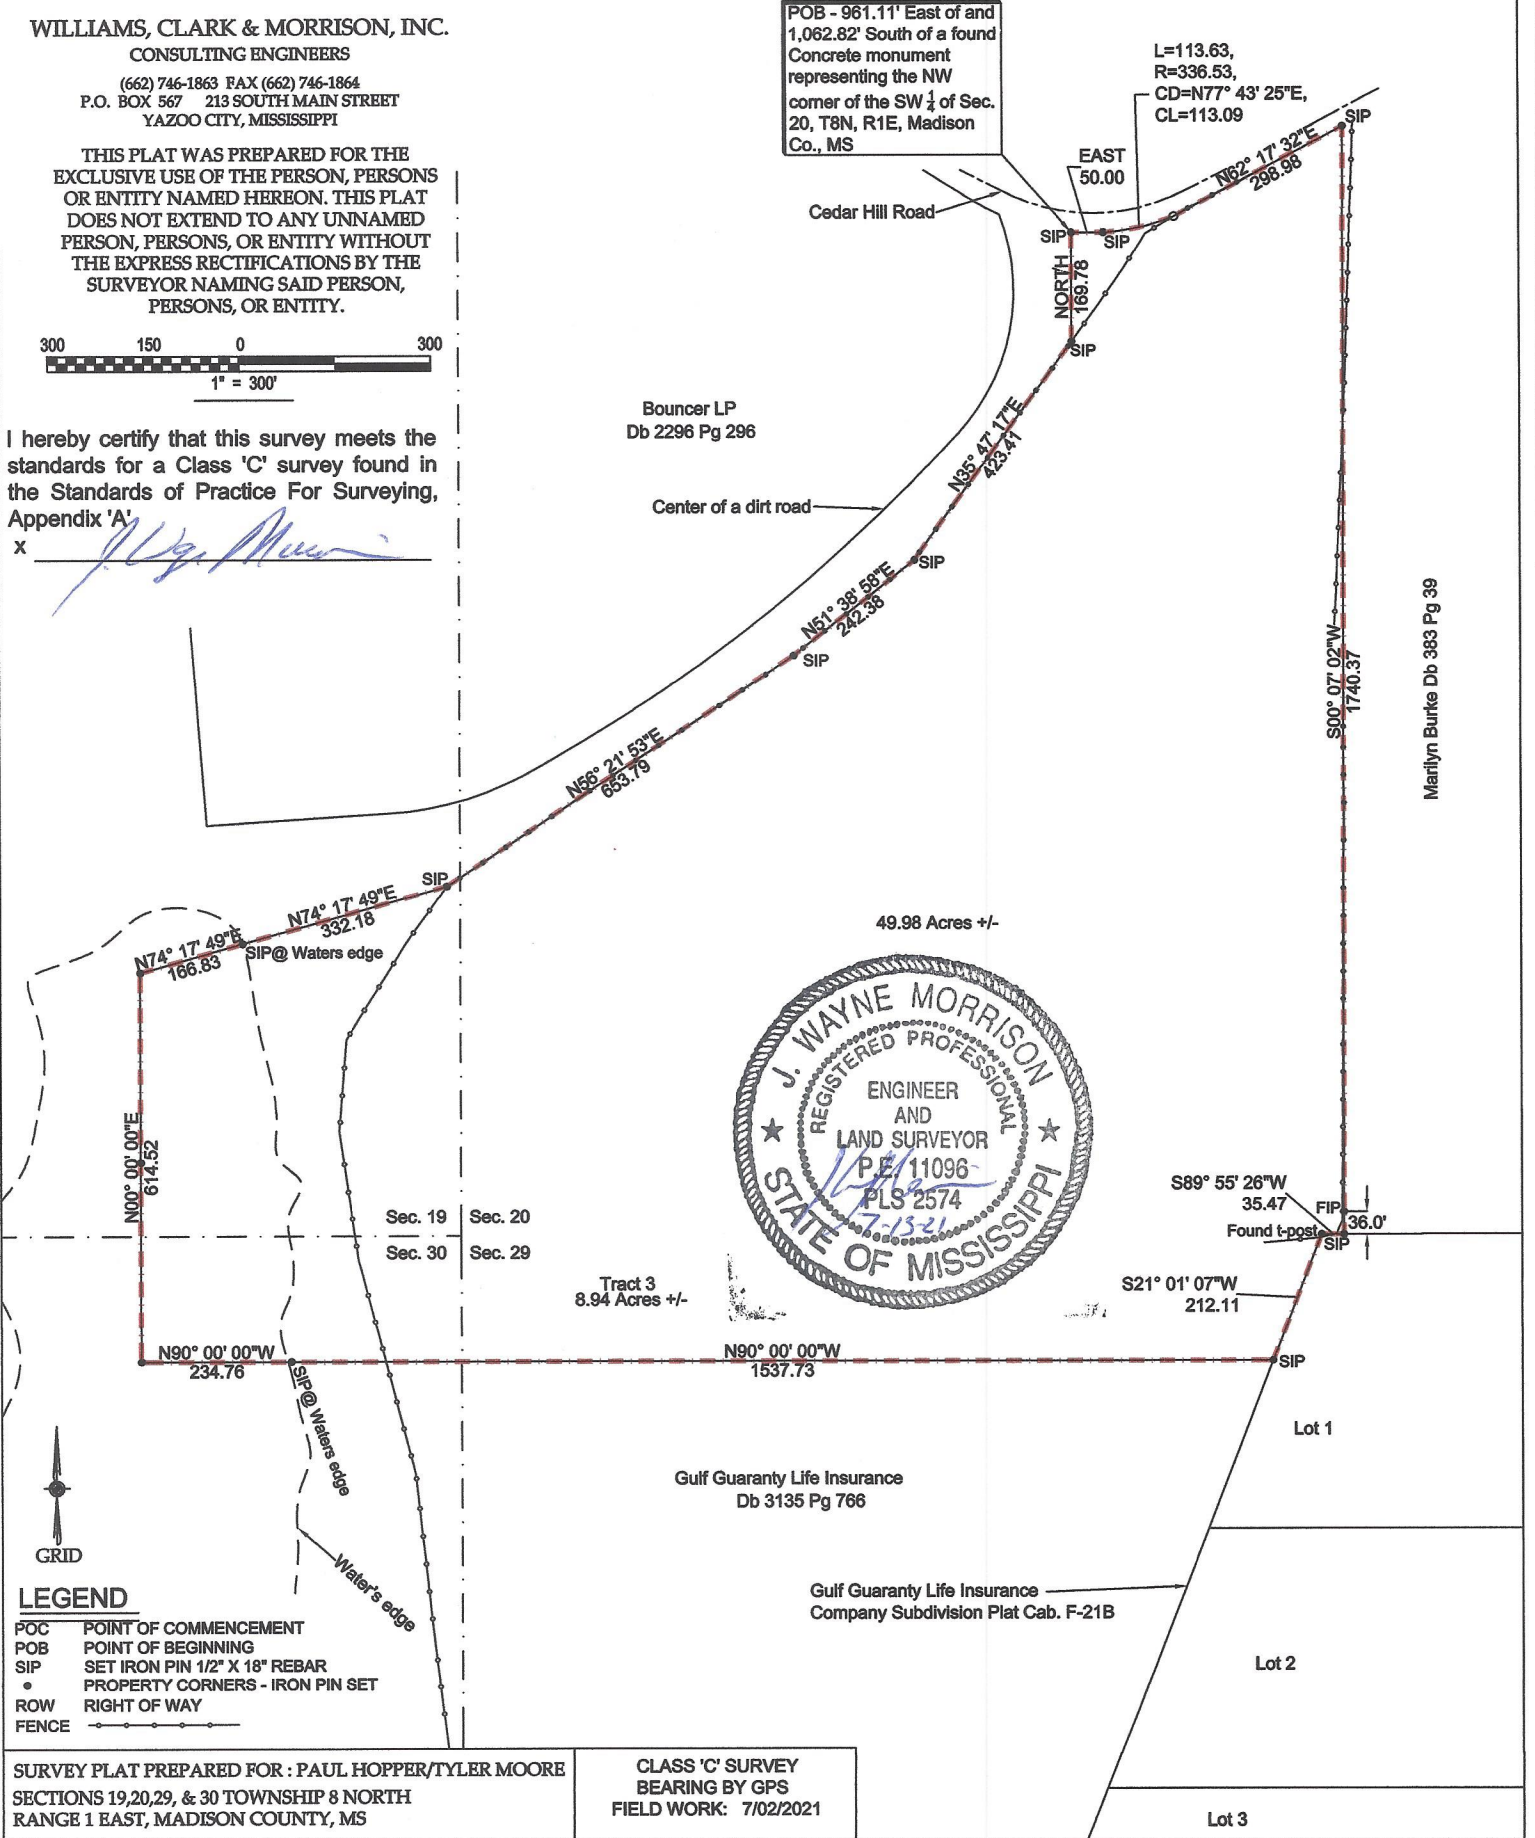 WILLIAMS, CLARK & MORRISON, INC.
CONSULTING ENGINEERS
(662) 746-1863 FAX (662) 746-1864
P.O. BOX 567 213 SOUTH MAIN STREET
YAZOO CITY, MISSISSIPPI
THIS PLAT WAS PREPARED FOR THE
EXCLUSIVE USE OF THE PERSON, PERSONS
OR ENTITY NAMED HEREON. THIS PLAT
DOES NOT EXTEND TO ANY UNNAMED
PERSON, PERSONS, OR ENTITY WITHOUT
THE EXPRESS RECTIFICATIONS BY THE
SURVEYOR NAMING SAID PERSON,
PERSONS, OR ENTITY.
300 150 0 300
1" = 300'
I hereby certify that this survey meets the
standards for a Class 'C' survey found in
the Standards of Practice For Surveying,
Appendix 'A'
x
POB - 961.11' East of and
1,062.82' South of a found
Concrete monument
representing the NW
corner of the SW ¼ of Sec.
20, T8N, R1E, Madison
Co., MS
L=113.63,
R=336.53,
CD=N77° 43' 25"E,
CL=113.09
SIP
EAST
50.00
N62° 17' 32"E
298.98
Cedar Hill Road
SIP
SIP
NORTH
169.78
SIP
Bouncer LP
Db 2296 Pg 296
N35° 47' 17"E
423.41
Center of a dirt road
SIP
N51° 38' 58"E
242.38
SIP
S00° 07' 02"W
1740.37
Marilyn Burke Db 383 Pg 39
N56° 21' 53"E
653.79
SIP
N74° 17' 49"E
332.18
N74° 17' 49"E
166.83
SIP@ Waters edge
49.98 Acres +/-
J. WAYNE MORRISON
REGISTERED PROFESSIONAL
ENGINEER
AND
LAND SURVEYOR
P.E. 11096
PLS 2574
7-13-21
STATE OF MISSISSIPPI
N00° 00' 00"E
614.52
S89° 55' 26"W
35.47
FIP
36.0'
Found t-post
SIP
Sec. 19 Sec. 20
Sec. 30 Sec. 29
Tract 3
8.94 Acres +/-
S21° 01' 07"W
212.11
N90° 00' 00"W
234.76
N90° 00' 00"W
1537.73
SIP
SIP@ Waters edge
Lot 1
Gulf Guaranty Life Insurance
Db 3135 Pg 766
GRID
Water's edge
Gulf Guaranty Life Insurance
Company Subdivision Plat Cab. F-21B
Lot 2
LEGEND
POC POINT OF COMMENCEMENT
POB POINT OF BEGINNING
SIP SET IRON PIN 1/2" X 18" REBAR
● PROPERTY CORNERS - IRON PIN SET
ROW RIGHT OF WAY
FENCE
SURVEY PLAT PREPARED FOR : PAUL HOPPER/TYLER MOORE
SECTIONS 19,20,29, & 30 TOWNSHIP 8 NORTH
RANGE 1 EAST, MADISON COUNTY, MS
CLASS 'C' SURVEY
BEARING BY GPS
FIELD WORK: 7/02/2021
Lot 3